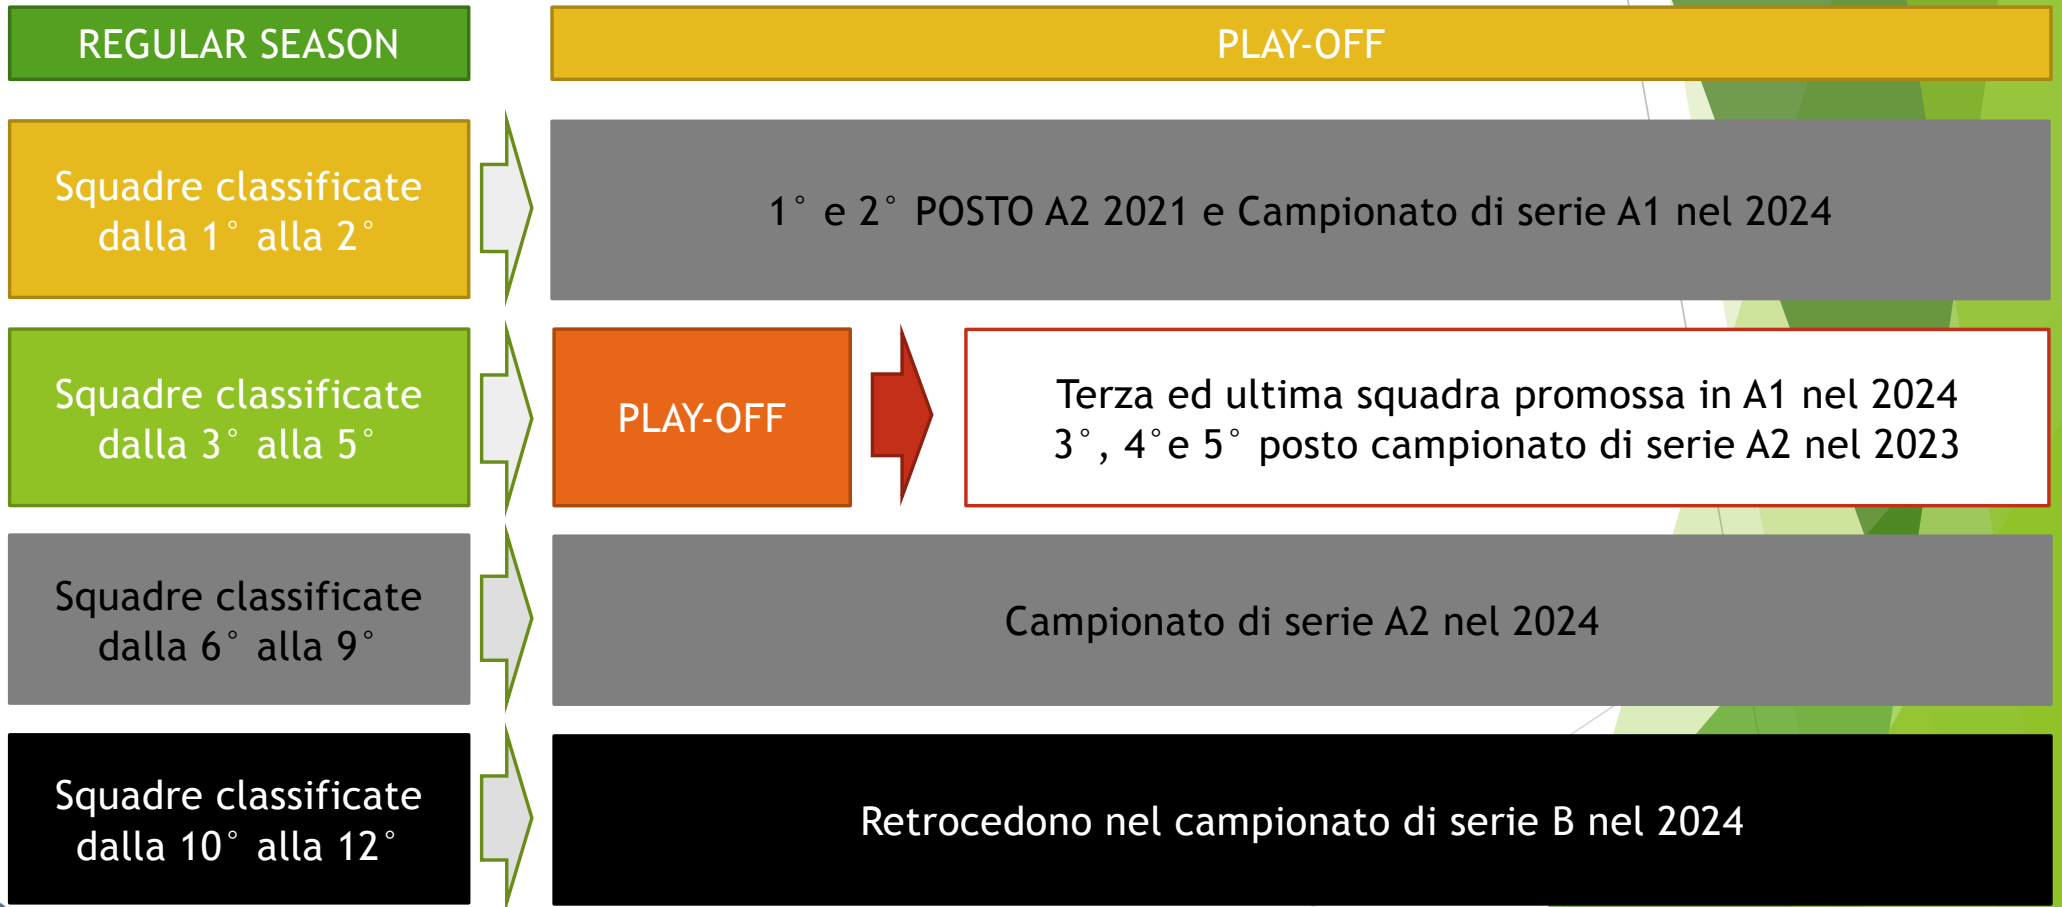 REGULAR SEASON
PLAY-OFF
Squadre classificate
dalla 1° alla 2°
1° e 2° POSTO A2 2021 e Campionato di serie A1 nel 2024
Squadre classificate
dalla 3° alla 5°
PLAY-OFF
Terza ed ultima squadra promossa in A1 nel 2024
3°, 4°e 5° posto campionato di serie A2 nel 2023
Squadre classificate
dalla 6° alla 9°
Campionato di serie A2 nel 2024
Squadre classificate
dalla 10° alla 12°
Retrocedono nel campionato di serie B nel 2024